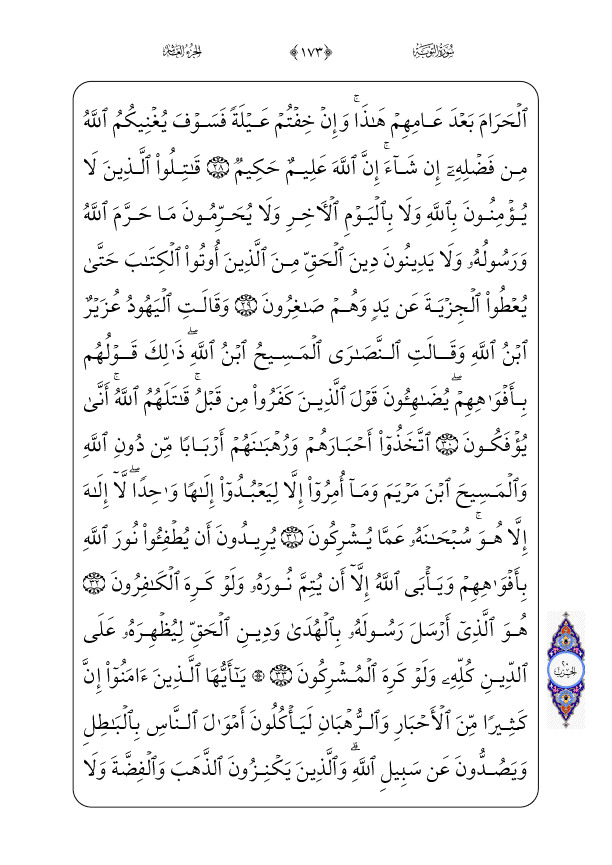 سُورَةُ التَّوۡبَةِ ﴿١٧٣﴾ الجُزۡءُ العَاشِرُ
ٱلۡحَرَامَ بَعۡدَ عَامِهِمۡ هَٰذَاۚ وَإِنۡ خِفۡتُمۡ عَيۡلَةٗ فَسَوۡفَ يُغۡنِيكُمُ ٱللَّهُ
مِن فَضۡلِهِۦٓ إِن شَآءَۚ إِنَّ ٱللَّهَ عَلِيمٌ حَكِيمٞ ۝٢٨ قَٰتِلُواْ ٱلَّذِينَ لَا
يُؤۡمِنُونَ بِٱللَّهِ وَلَا بِٱلۡيَوۡمِ ٱلۡأٓخِرِ وَلَا يُحَرِّمُونَ مَا حَرَّمَ ٱللَّهُ
وَرَسُولُهُۥ وَلَا يَدِينُونَ دِينَ ٱلۡحَقِّ مِنَ ٱلَّذِينَ أُوتُواْ ٱلۡكِتَٰبَ حَتَّىٰ
يُعۡطُواْ ٱلۡجِزۡيَةَ عَن يَدٖ وَهُمۡ صَٰغِرُونَ ۝٢٩ وَقَالَتِ ٱلۡيَهُودُ عُزَيۡرٌ
ٱبۡنُ ٱللَّهِ وَقَالَتِ ٱلنَّصَٰرَى ٱلۡمَسِيحُ ٱبۡنُ ٱللَّهِۖ ذَٰلِكَ قَوۡلُهُم
بِأَفۡوَٰهِهِمۡۖ يُضَٰهِـُٔونَ قَوۡلَ ٱلَّذِينَ كَفَرُواْ مِن قَبۡلُۚ قَٰتَلَهُمُ ٱللَّهُۚ أَنَّىٰ
يُؤۡفَكُونَ ۝٣٠ ٱتَّخَذُوٓاْ أَحۡبَارَهُمۡ وَرُهۡبَٰنَهُمۡ أَرۡبَابٗا مِّن دُونِ ٱللَّهِ
وَٱلۡمَسِيحَ ٱبۡنَ مَرۡيَمَ وَمَآ أُمِرُوٓاْ إِلَّا لِيَعۡبُدُوٓاْ إِلَٰهٗا وَٰحِدٗاۖ لَّآ إِلَٰهَ
إِلَّا هُوَۚ سُبۡحَٰنَهُۥ عَمَّا يُشۡرِكُونَ ۝٣١ يُرِيدُونَ أَن يُطۡفِـُٔواْ نُورَ ٱللَّهِ
بِأَفۡوَٰهِهِمۡ وَيَأۡبَى ٱللَّهُ إِلَّآ أَن يُتِمَّ نُورَهُۥ وَلَوۡ كَرِهَ ٱلۡكَٰفِرُونَ ۝٣٢
هُوَ ٱلَّذِيٓ أَرۡسَلَ رَسُولَهُۥ بِٱلۡهُدَىٰ وَدِينِ ٱلۡحَقِّ لِيُظۡهِرَهُۥ عَلَى
ٱلدِّينِ كُلِّهِۦ وَلَوۡ كَرِهَ ٱلۡمُشۡرِكُونَ ۝٣٣ ۞ يَٰٓأَيُّهَا ٱلَّذِينَ ءَامَنُوٓاْ إِنَّ
كَثِيرٗا مِّنَ ٱلۡأَحۡبَارِ وَٱلرُّهۡبَانِ لَيَأۡكُلُونَ أَمۡوَٰلَ ٱلنَّاسِ بِٱلۡبَٰطِلِ
وَيَصُدُّونَ عَن سَبِيلِ ٱللَّهِۗ وَٱلَّذِينَ يَكۡنِزُونَ ٱلذَّهَبَ وَٱلۡفِضَّةَ وَلَا
٢٠
الحزب